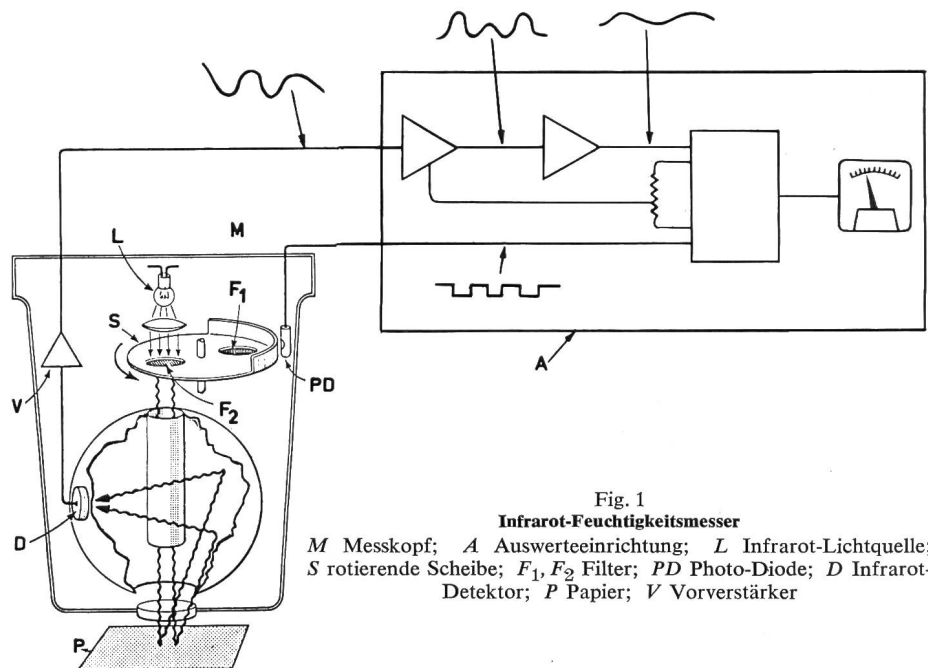 M
L
F1
S
PD
A
V
F2
D
P
Fig. 1
Infrarot-Feuchtigkeitsmesser
M Messkopf; A Auswerteeinrichtung; L Infrarot-Lichtquelle;
S rotierende Scheibe; F1, F2 Filter; PD Photo-Diode; D Infrarot-
Detektor; P Papier; V Vorverstärker